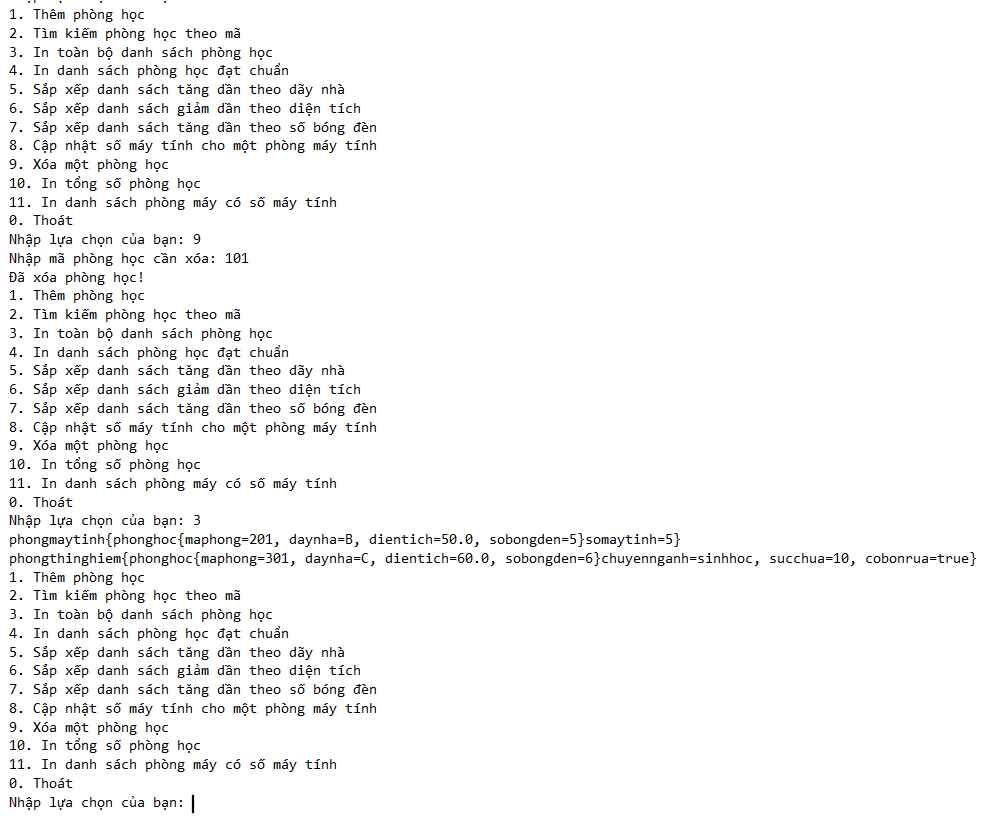 1. Thêm phòng học
2. Tìm kiếm phòng học theo mã
3. In toàn bộ danh sách phòng học
4. In danh sách phòng học đạt chuẩn
5. Sắp xếp danh sách tăng dần theo dãy nhà
6. Sắp xếp danh sách giảm dần theo diện tích
7. Sắp xếp danh sách tăng dần theo số bóng đèn
8. Cập nhật số máy tính cho một phòng máy tính
9. Xóa một phòng học
10. In tổng số phòng học
11. In danh sách phòng máy có số máy tính
0. Thoát
Nhập lựa chọn của bạn: 9
Nhập mã phòng học cần xóa: 101
Đã xóa phòng học!
1. Thêm phòng học
2. Tìm kiếm phòng học theo mã
3. In toàn bộ danh sách phòng học
4. In danh sách phòng học đạt chuẩn
5. Sắp xếp danh sách tăng dần theo dãy nhà
6. Sắp xếp danh sách giảm dần theo diện tích
7. Sắp xếp danh sách tăng dần theo số bóng đèn
8. Cập nhật số máy tính cho một phòng máy tính
9. Xóa một phòng học
10. In tổng số phòng học
11. In danh sách phòng máy có số máy tính
0. Thoát
Nhập lựa chọn của bạn: 3
phongmaytinh{phonghoc{maphong=201, daynha=B, dientich=50.0, sobongden=5}somaytinh=5}
phongthinghiem{phonghoc{maphong=301, daynha=C, dientich=60.0, sobongden=6}chuyennganh=sinhhoc, succhua=10, cobonrua=true}
1. Thêm phòng học
2. Tìm kiếm phòng học theo mã
3. In toàn bộ danh sách phòng học
4. In danh sách phòng học đạt chuẩn
5. Sắp xếp danh sách tăng dần theo dãy nhà
6. Sắp xếp danh sách giảm dần theo diện tích
7. Sắp xếp danh sách tăng dần theo số bóng đèn
8. Cập nhật số máy tính cho một phòng máy tính
9. Xóa một phòng học
10. In tổng số phòng học
11. In danh sách phòng máy có số máy tính
0. Thoát
Nhập lựa chọn của bạn: